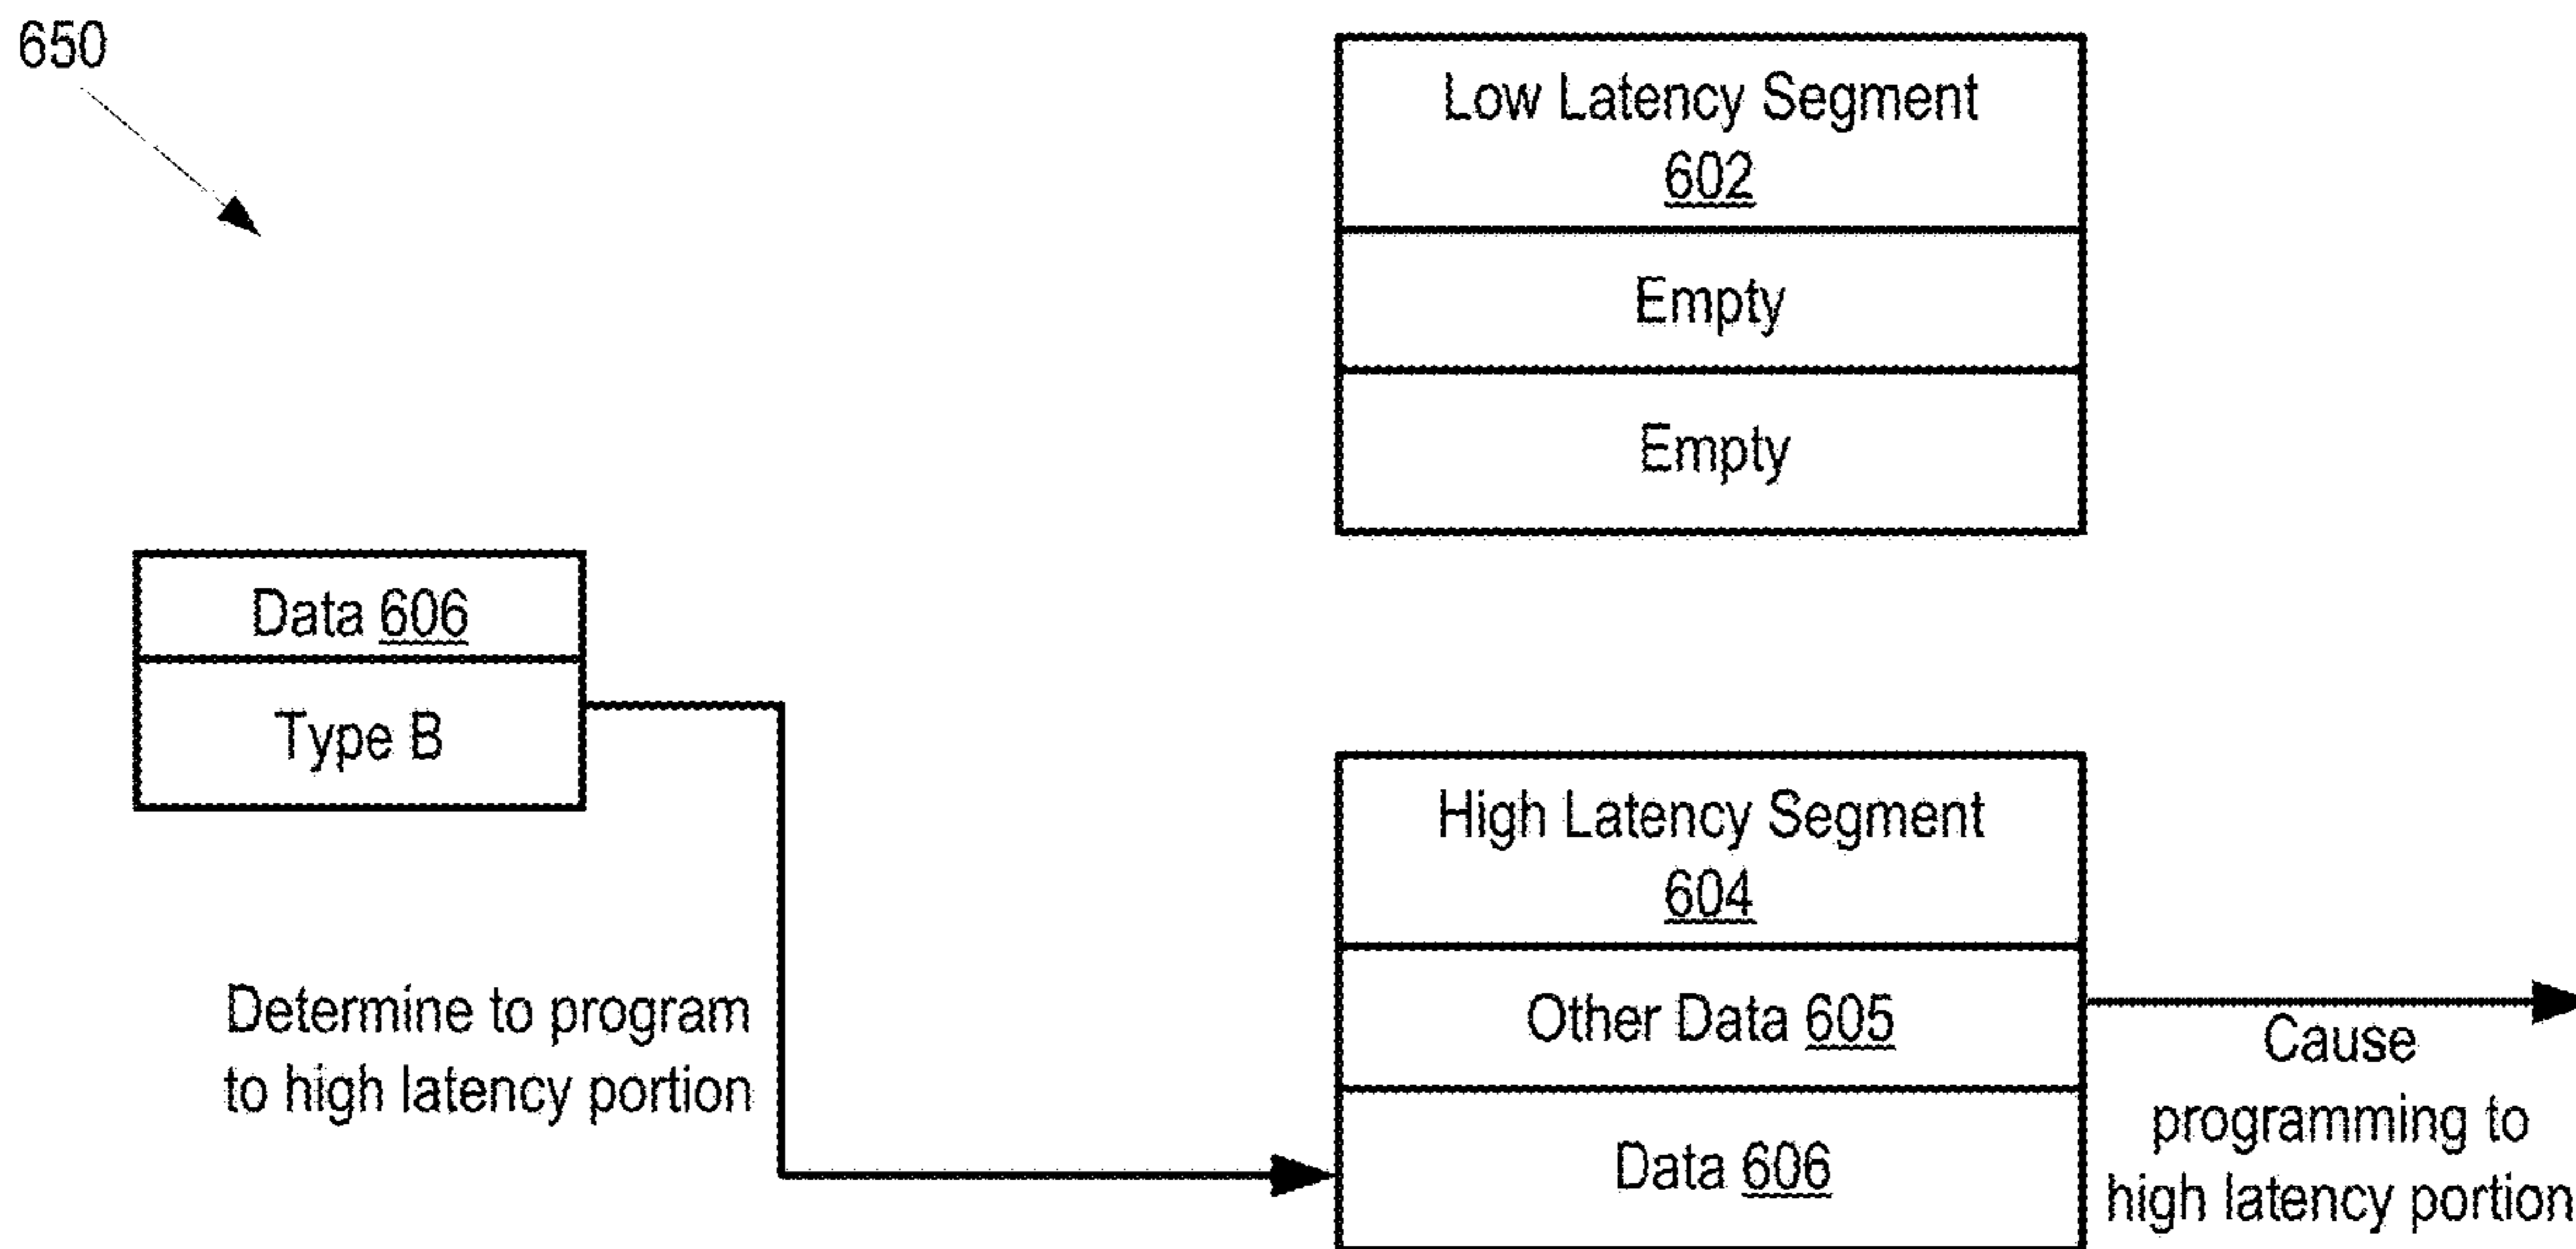 650
Low Latency Segment
602
Empty
Empty
Data 606
Type B
Determine to program
to high latency portion
High Latency Segment
604
Other Data 605
Data 606
Cause
programming to
high latency portion